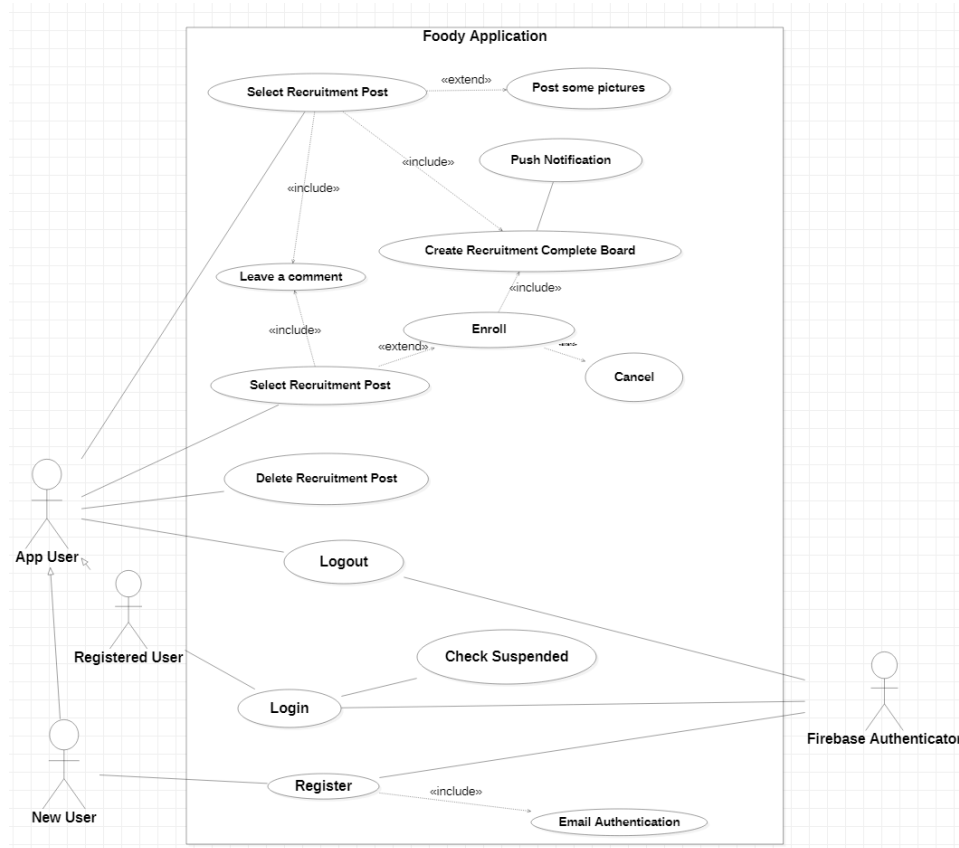 Foody Application
Select Recruitment Post
«extend»
Post some pictures
«include»
Push Notification
«include»
Create Recruitment Complete Board
Leave a comment
«include»
Enroll
«include»
«extend»
Select Recruitment Post
Cancel
Delete Recruitment Post
App User
Logout
Registered User
Check Suspended
Login
Firebase Authenticator
Register
«include»
New User
Email Authentication